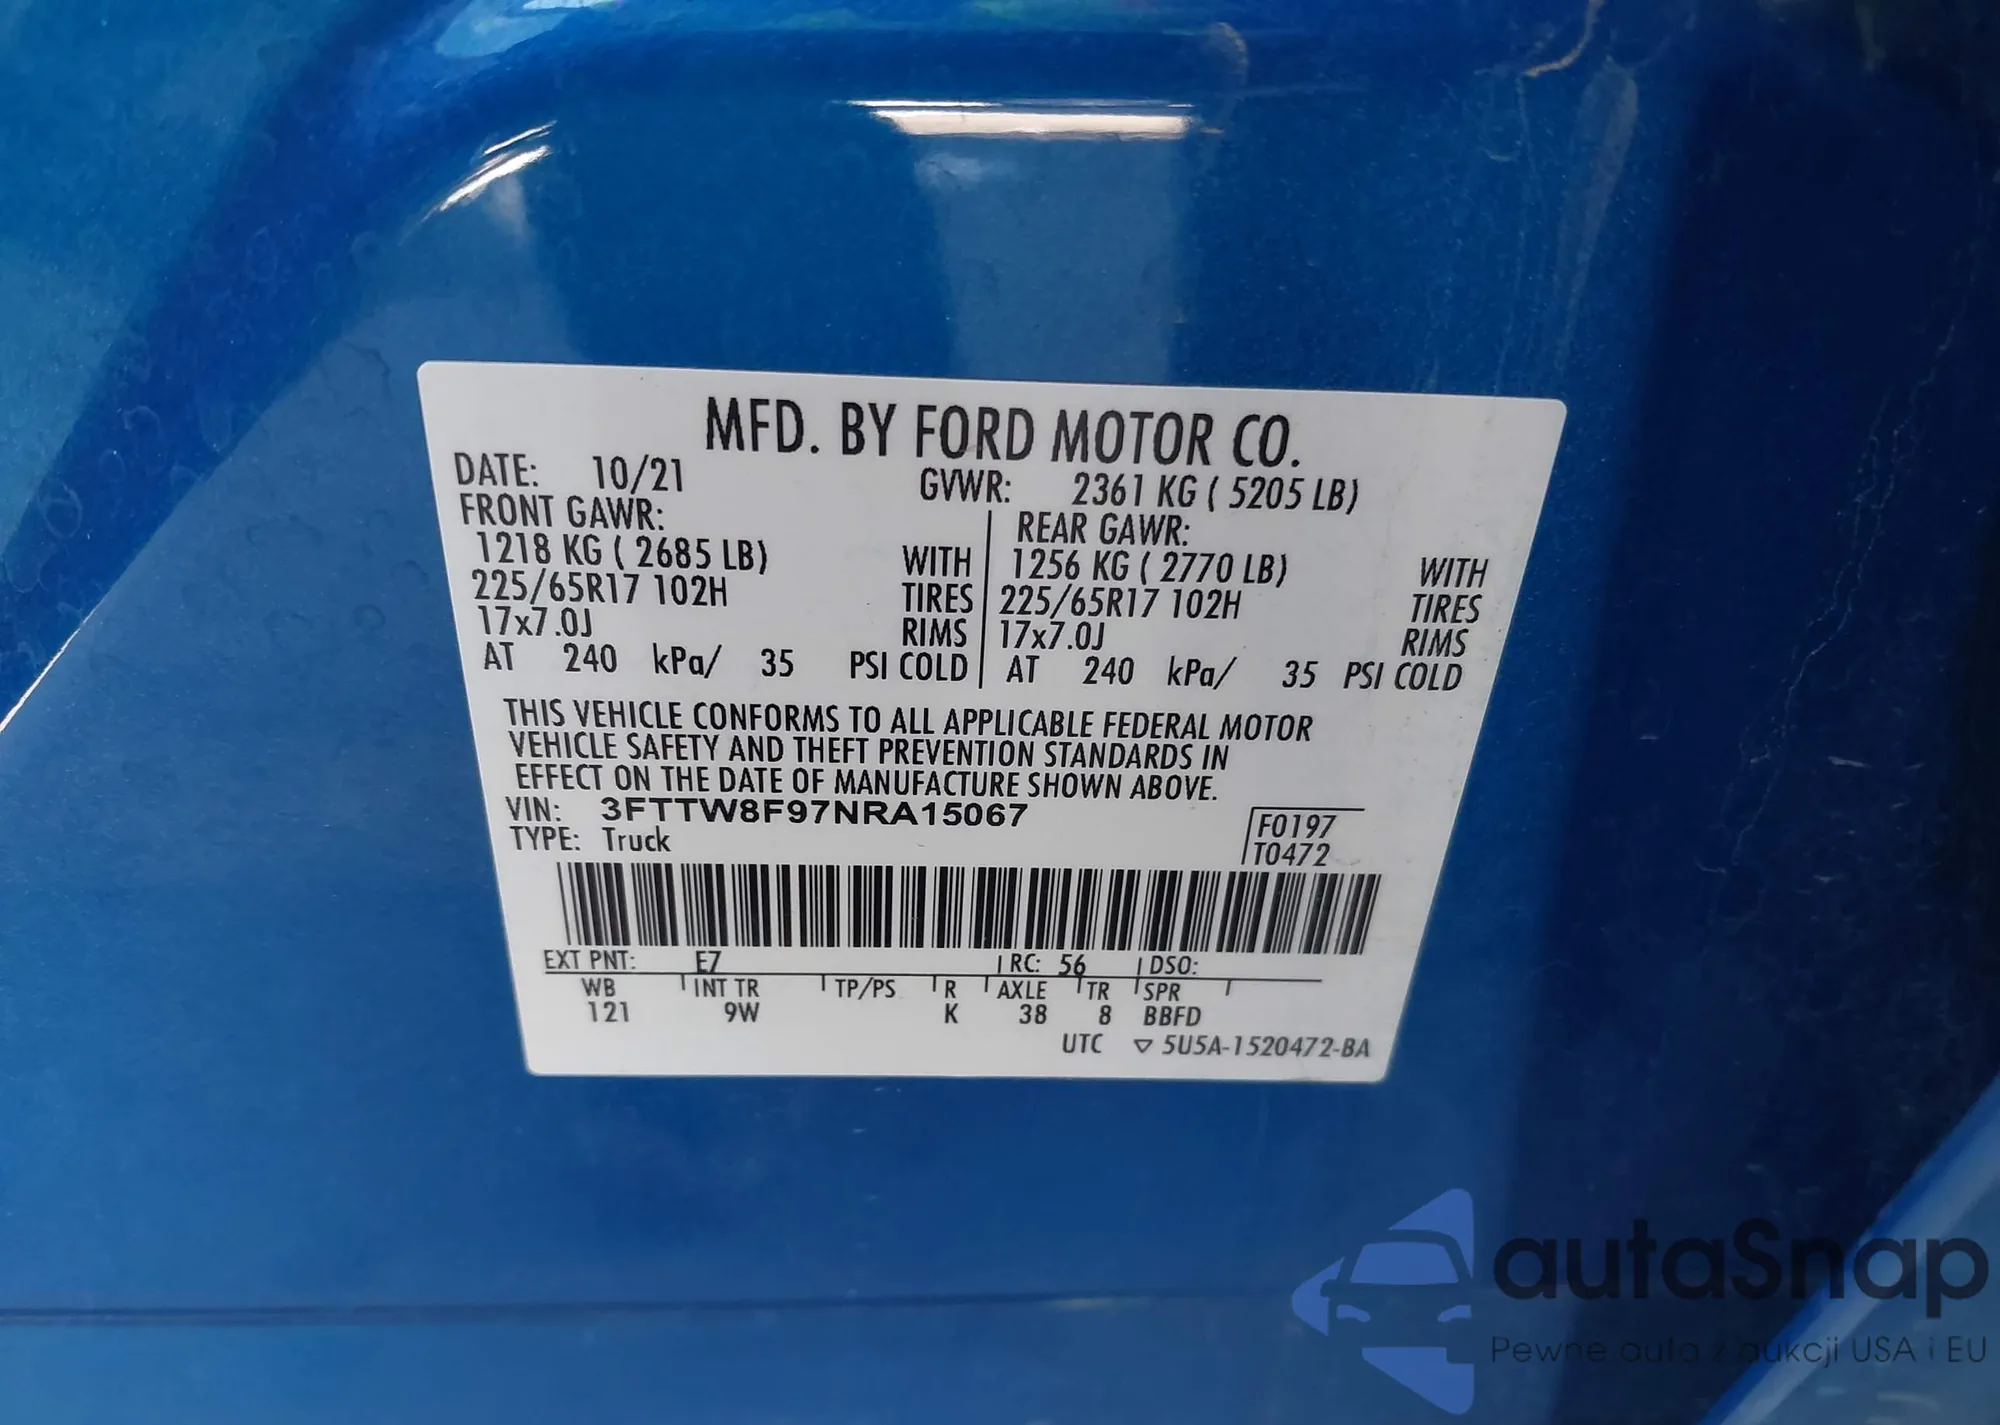 MFD. BY FORD MOTOR CO.
DATE: 10/21 GVWR: 2361 KG ( 5205 LB)
FRONT GAWR: REAR GAWR:
1218 KG ( 2685 LB) WITH 1256 KG ( 2770 LB) WITH
225/65R17 102H TIRES 225/65R17 102H TIRES
17x7.0J RIMS 17x7.0J RIMS
AT 240 kPa/ 35 PSI COLD AT 240 kPa/ 35 PSI COLD
THIS VEHICLE CONFORMS TO ALL APPLICABLE FEDERAL MOTOR
VEHICLE SAFETY AND THEFT PREVENTION STANDARDS IN
EFFECT ON THE DATE OF MANUFACTURE SHOWN ABOVE.
VIN: 3FTTW8F97NRA15067
F0197
TYPE: Truck T0472
EXT PNT: E7 RC: 56 DSO:
WB INT TR TP/PS R AXLE TR SPR
121 9W K 38 8 BBFD
UTC ▽ 5U5A-1520472-BA
autaSnap
Pewne auta z aukcji USA i EU